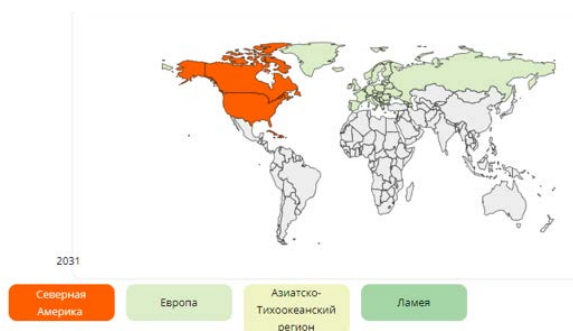 2031
Северная
Америка
Европа
Азиатско-
Тихоокеанский
регион
Ламея